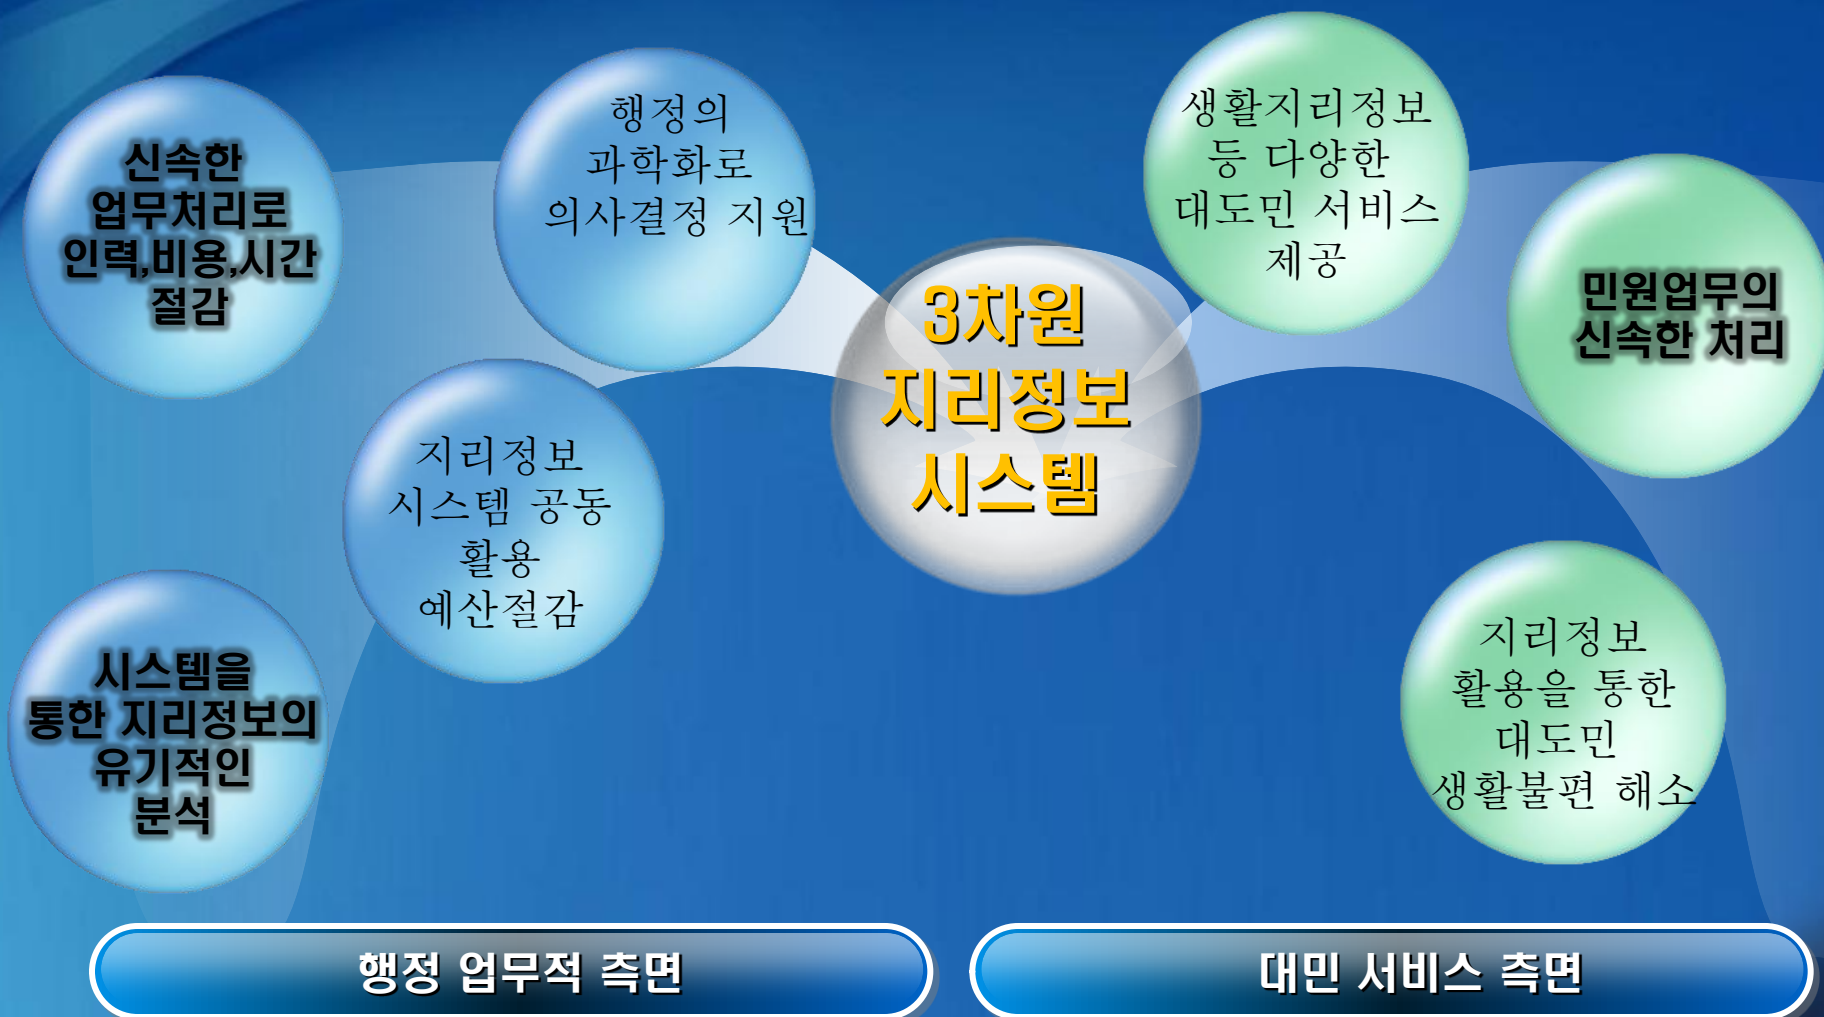 신속한
업무처리로
인력,비용,시간
절감
행정의
과학화로
의사결정 지원
지리정보
시스템 공동
활용
예산절감
시스템을
통한 지리정보의
유기적인
분석
3차원
지리정보
시스템
생활지리정보
등 다양한
대도민 서비스
제공
민원업무의
신속한 처리
지리정보
활용을 통한
대도민
생활불편 해소
행정 업무적 측면
대민 서비스 측면